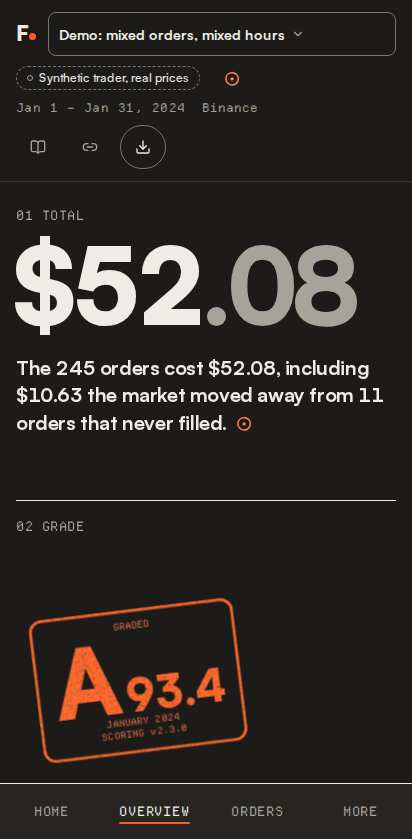 F.
Demo: mixed orders, mixed hours
Synthetic trader, real prices
Jan 1 – Jan 31, 2024 Binance
01 TOTAL
$52.08
The 245 orders cost $52.08, including
$10.63 the market moved away from 11
orders that never filled.
02 GRADE
GRADED
A 93.4
JANUARY 2024
SCORING v2.3.0
HOME OVERVIEW ORDERS MORE